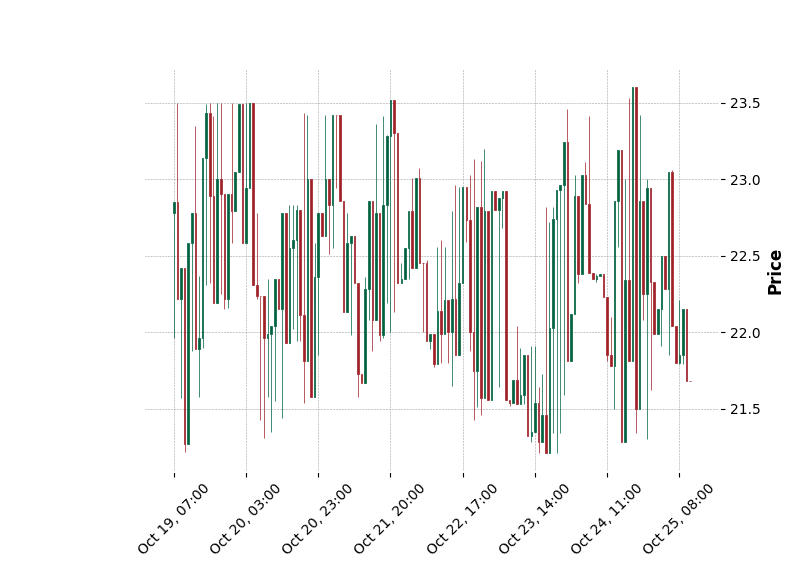 23.5
23.0
22.5
22.0
21.5
Price
Oct 19, 07:00
Oct 20, 03:00
Oct 20, 23:00
Oct 21, 20:00
Oct 22, 17:00
Oct 23, 14:00
Oct 24, 11:00
Oct 25, 08:00